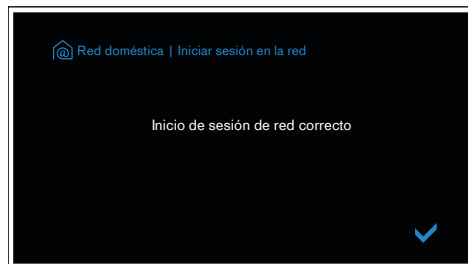 Red doméstica | Iniciar sesión en la red
Inicio de sesión de red correcto